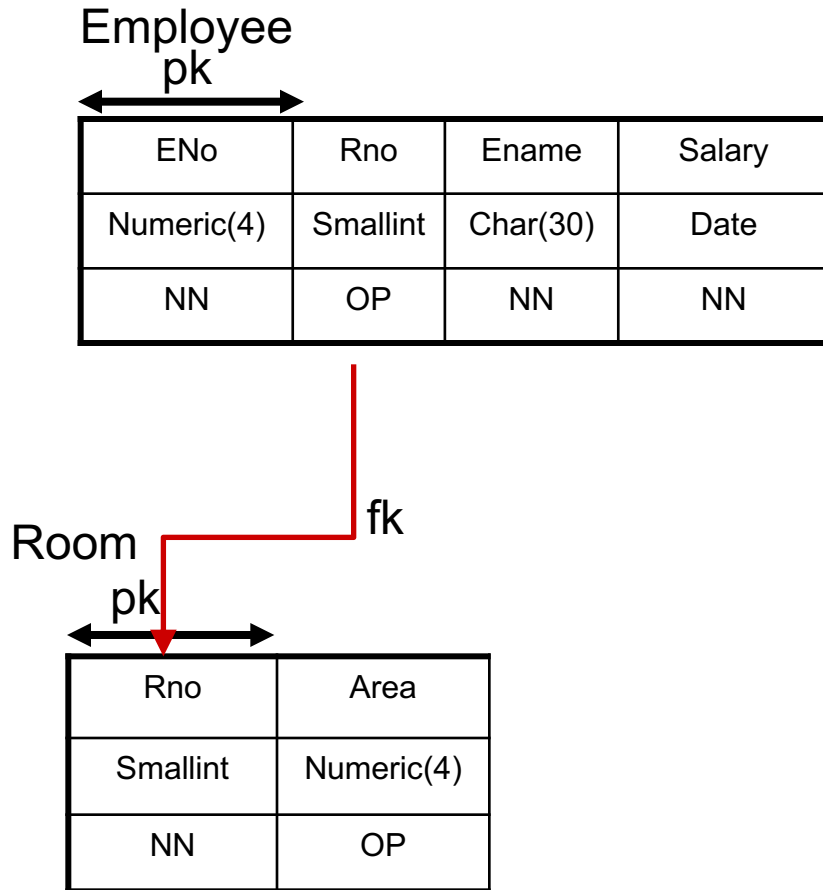 Employee
pk
ENo Rno Ename Salary
Numeric(4) Smallint Char(30) Date
NN OP NN NN
fk
Room
pk
Rno Area
Smallint Numeric(4)
NN OP